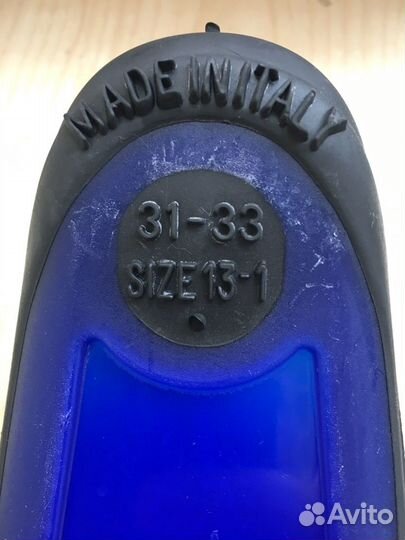 MADE IN ITALY
31-33
SIZE 13-1
Avito